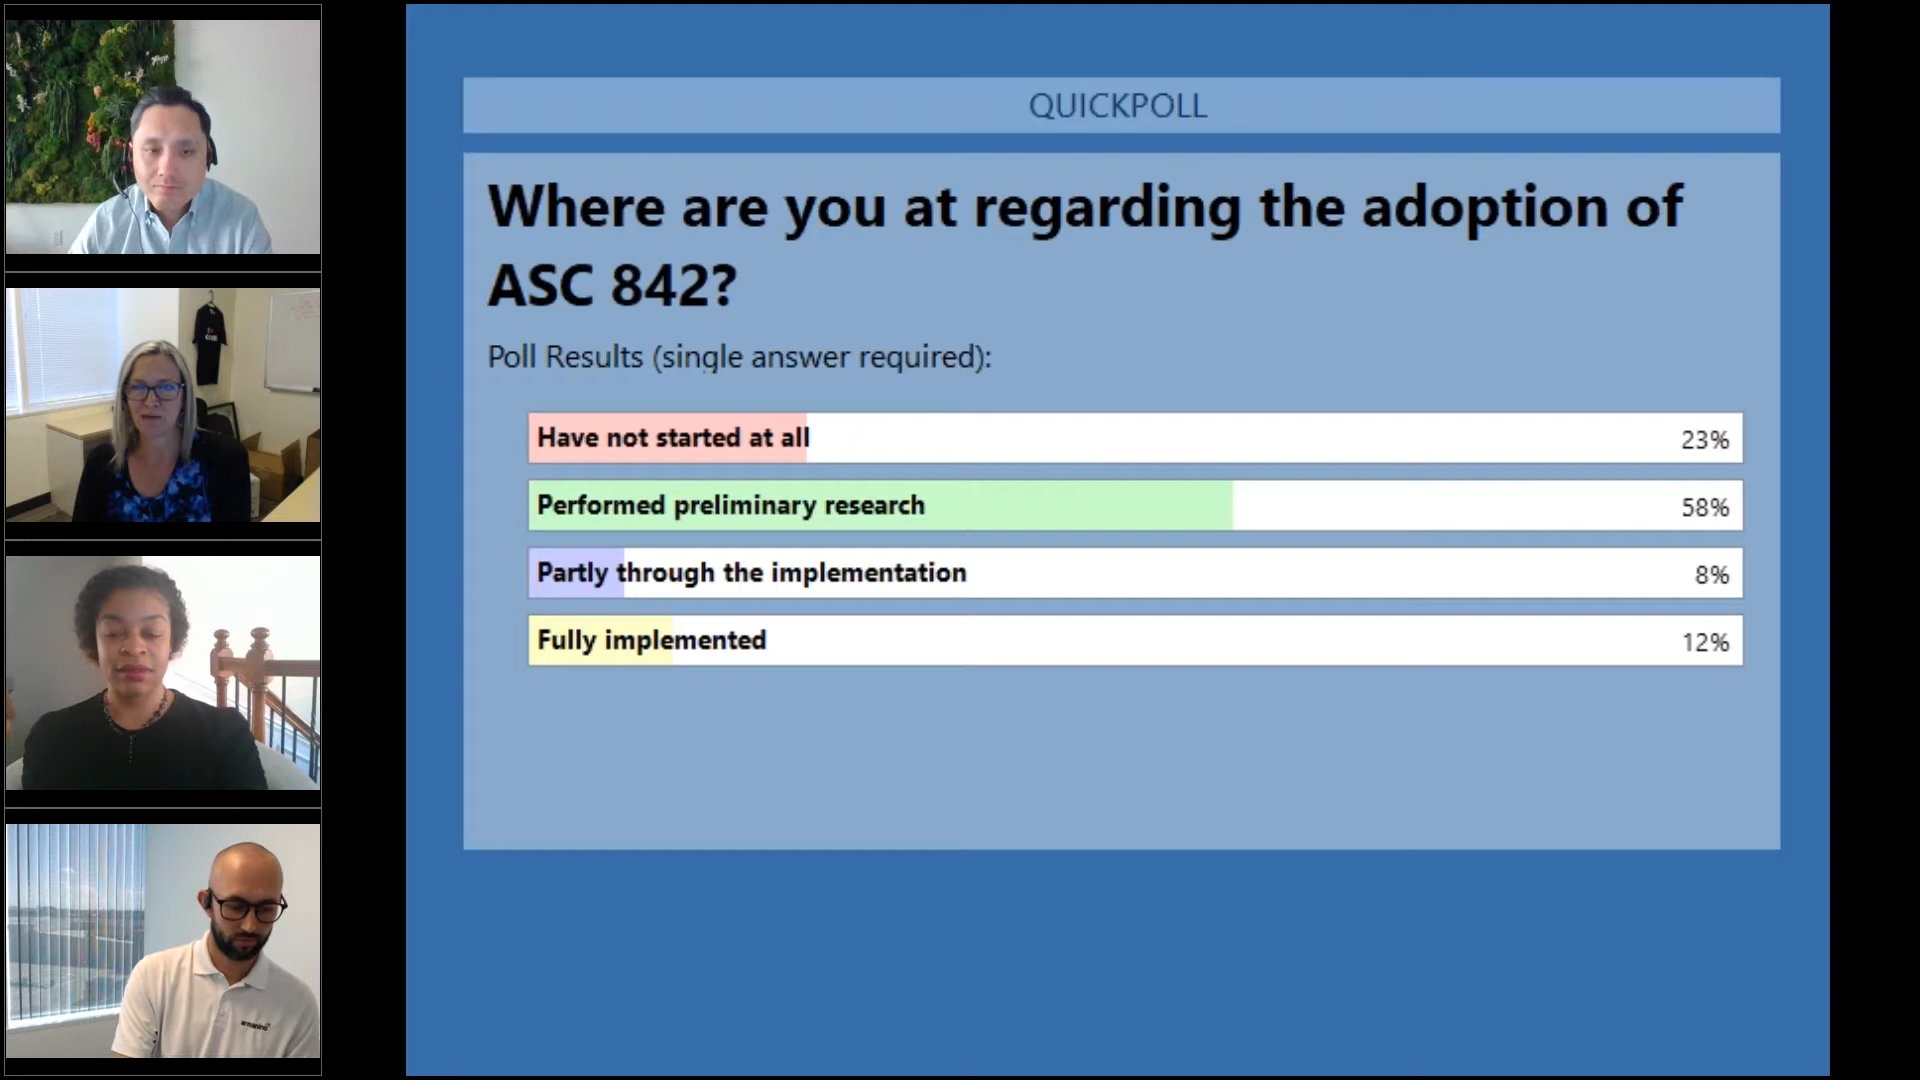 QUICKPOLL
Where are you at regarding the adoption of
ASC 842?
Poll Results (single answer required):
Have not started at all 23%
Performed preliminary research 58%
Partly through the implementation 8%
Fully implemented 12%
armanino